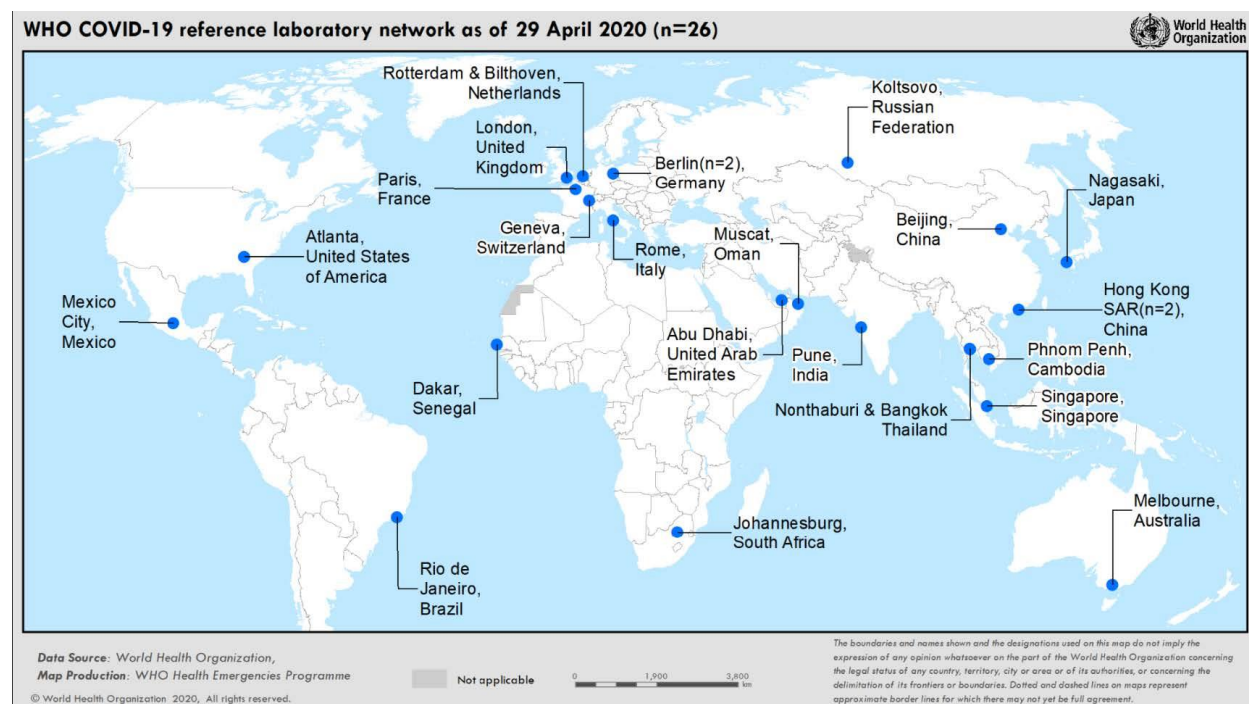 WHO COVID-19 reference laboratory network as of 29 April 2020 (n=26)
World Health
Organization
Rotterdam & Bilthoven,
Netherlands
London,
United
Kingdom
Paris,
France
Geneva,
Switzerland
Berlin(n=2),
Germany
Rome,
Italy
Koltsovo,
Russian
Federation
Nagasaki,
Japan
Beijing,
China
Muscat,
Oman
Atlanta,
United States
of America
Mexico
City,
Mexico
Hong Kong
SAR(n=2),
China
Abu Dhabi,
United Arab
Emirates
Pune,
India
Phnom Penh,
Cambodia
Dakar,
Senegal
Singapore,
Singapore
Nonthaburi & Bangkok
Thailand
Melbourne,
Australia
Johannesburg,
South Africa
Rio de
Janeiro,
Brazil
Data Source: World Health Organization,
Map Production: WHO Health Emergencies Programme
© World Health Organization 2020, All rights reserved.
Not applicable
0 1,900 3,800
km
The boundaries and names shown and the designations used on this map do not imply the
expression of any opinion whatsoever on the part of the World Health Organization concerning
the legal status of any country, territory, city or area or of its authorities, or concerning the
delimitation of its frontiers or boundaries. Dotted and dashed lines on maps represent
approximate border lines for which there may not yet be full agreement.